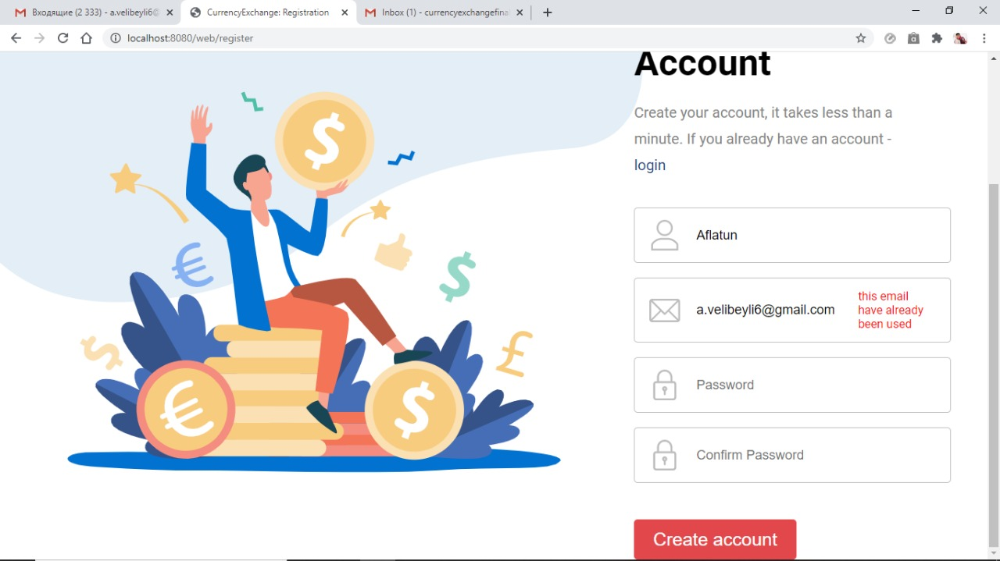 Входящие (2 333) - a.velibeyli6@
CurrencyExchange: Registration
Inbox (1) - currencyexchangefina
localhost:8080/web/register
Account
Create your account, it takes less than a
minute. If you already have an account -
login
Aflatun
a.velibeyli6@gmail.com
this email
have already
been used
Password
Confirm Password
Create account